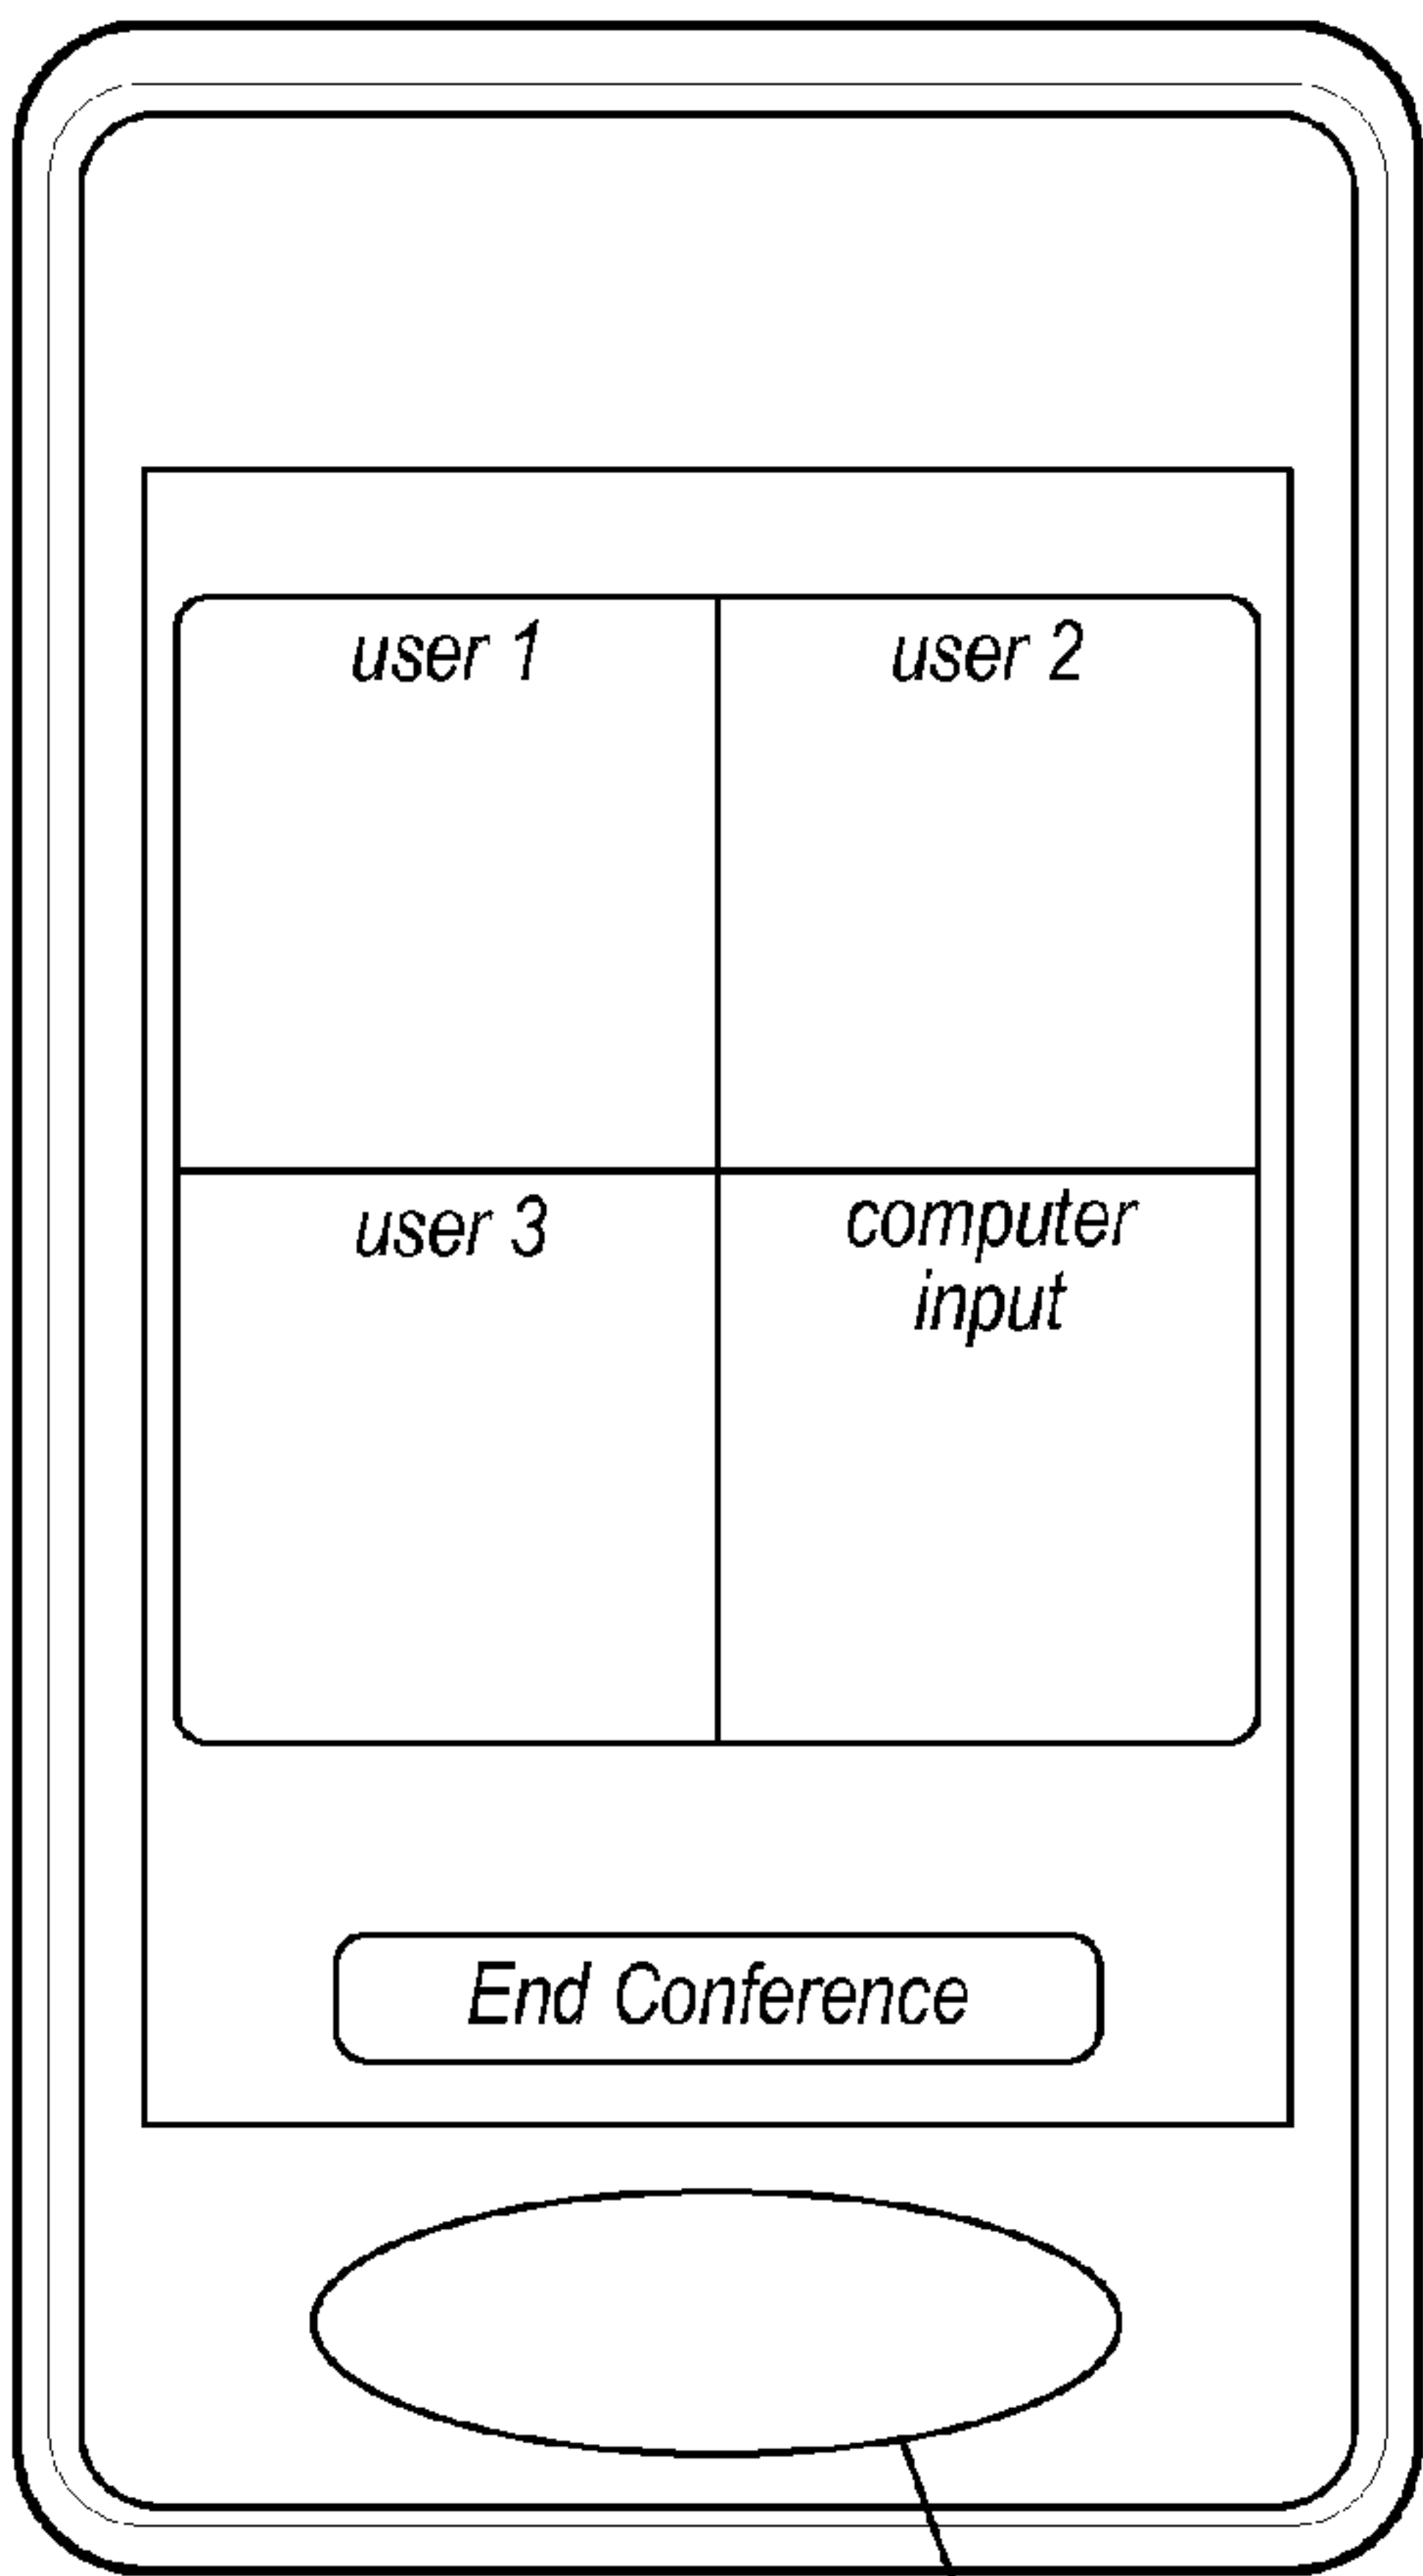 user 1
user 2
user 3
computer
input
End Conference